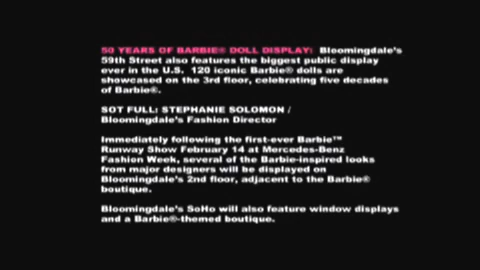 50 YEARS OF BARBIE® DOLL DISPLAY: Bloomingdale's
59th Street also features the biggest public display
ever in the U.S. 120 iconic Barbie® dolls are
showcased on the 3rd floor, celebrating five decades
of Barbie®.
SOT FULL: STEPHANIE SOLOMON /
Bloomingdale's Fashion Director
Immediately following the first-ever Barbie™
Runway Show February 14 at Mercedes-Benz
Fashion Week, several of the Barbie-inspired looks
from major designers will be displayed on
Bloomingdale's 2nd floor, adjacent to the Barbie®
boutique.
Bloomingdale's SoHo will also feature window displays
and a Barbie®-themed boutique.